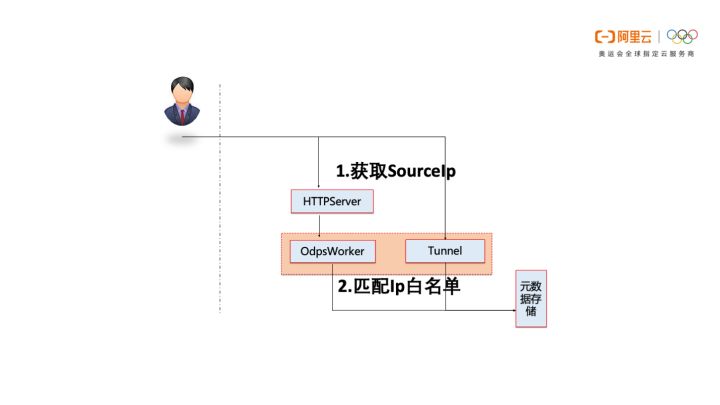 阿里云
奥运会全球指定云服务商
1.获取SourceIp
HTTPServer
OdpsWorker
Tunnel
2.匹配Ip白名单
元数
据存
储